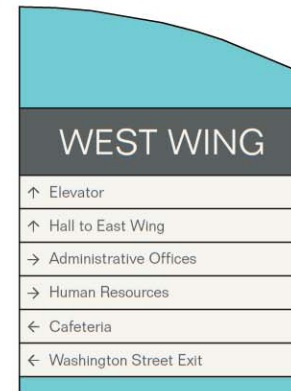 WEST WING
↑ Elevator
↑ Hall to East Wing
→ Administrative Offices
→ Human Resources
← Cafeteria
← Washington Street Exit